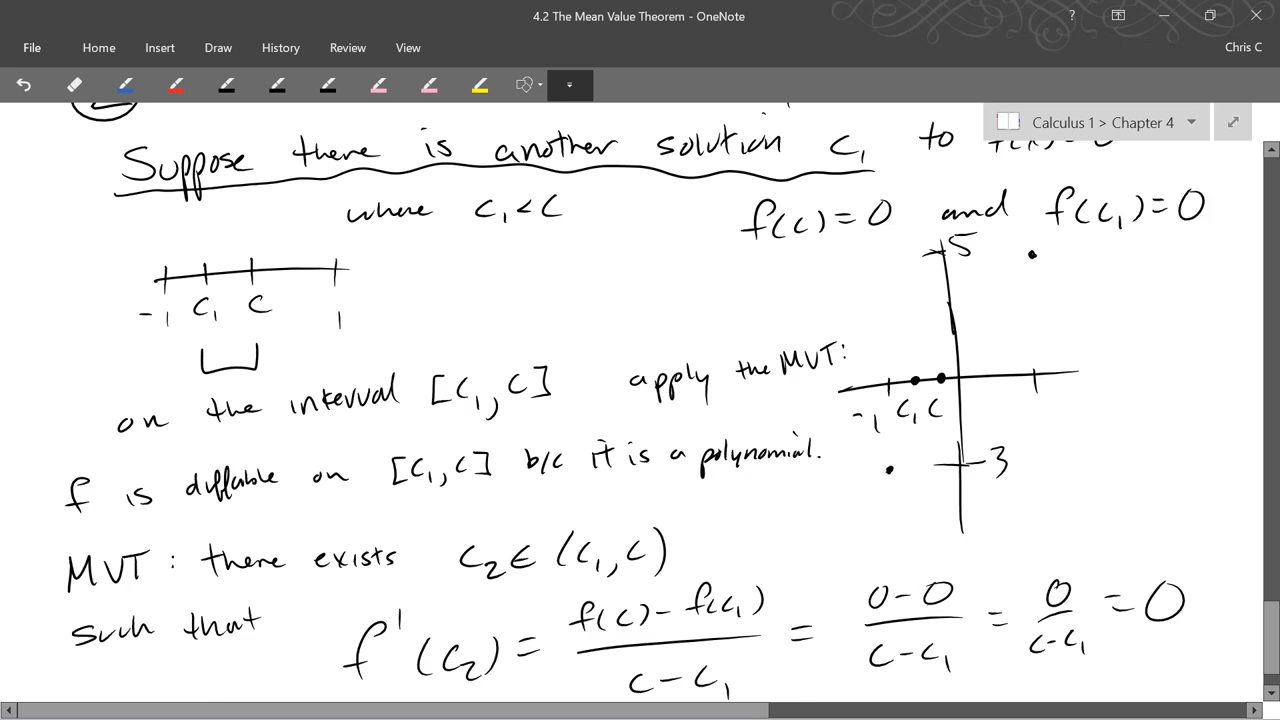 4.2 The Mean Value Theorem - OneNote
?
File Home Insert Draw History Review View
Chris C
Calculus 1 > Chapter 4
Suppose there is another solution c₁ to
where c₁ < c
f(c) = 0 and f(c₁) = 0
5
-1 c₁ c 1
on the interval [c₁, c] apply the MVT:
-1 c₁ c
f is diffable on [c₁, c] b/c it is a polynomial.
-3
MVT: there exists c₂ ∈ (c₁, c)
such that f'(c₂) = (f(c) - f(c₁))/(c - c₁) = (0 - 0)/(c - c₁) = 0/(c - c₁) = 0